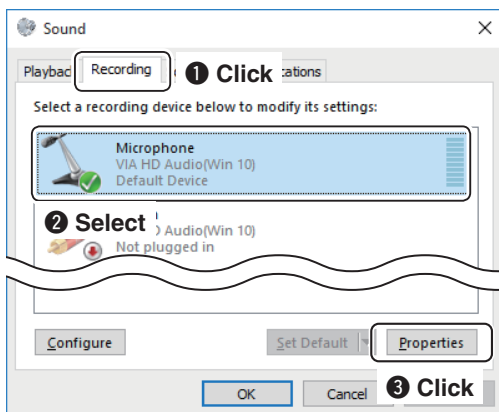 Sound
Playback Recording cations
❶ Click
Select a recording device below to modify its settings:
Microphone
VIA HD Audio(Win 10)
Default Device
❷ Select
Audio(Win 10)
Not plugged in
Configure Set Default Properties
OK Cancel
❸ Click